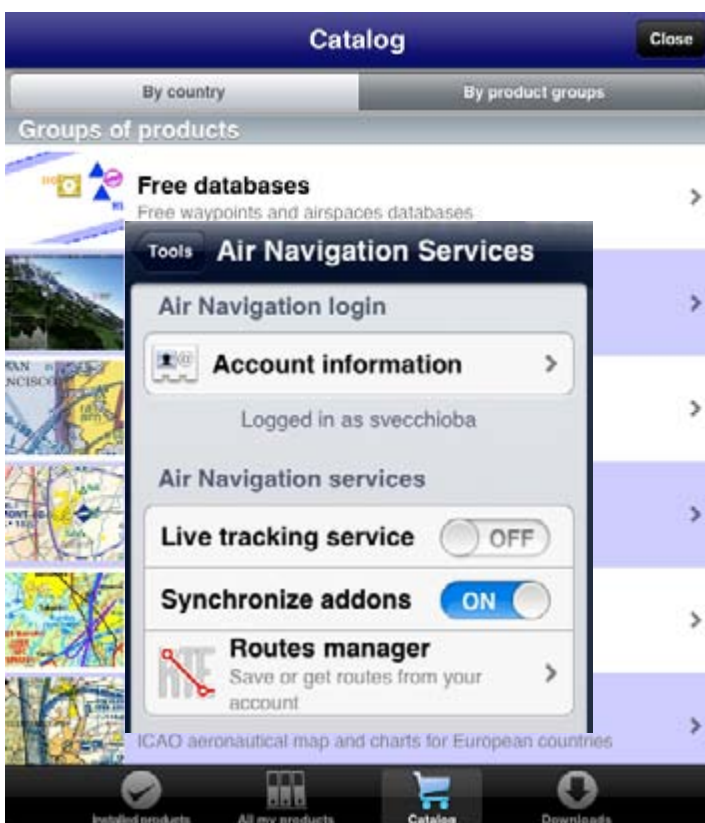 Catalog
Close
By country
By product groups
Groups of products
Free databases
Free waypoints and airspaces databases
Tools
Air Navigation Services
Air Navigation login
Account information
Logged in as svecchioba
Air Navigation services
Live tracking service OFF
Synchronize addons ON
Routes manager
Save or get routes from your
account
ICAO aeronautical map and charts for European countries
Installed products
All my products
Catalog
Downloads